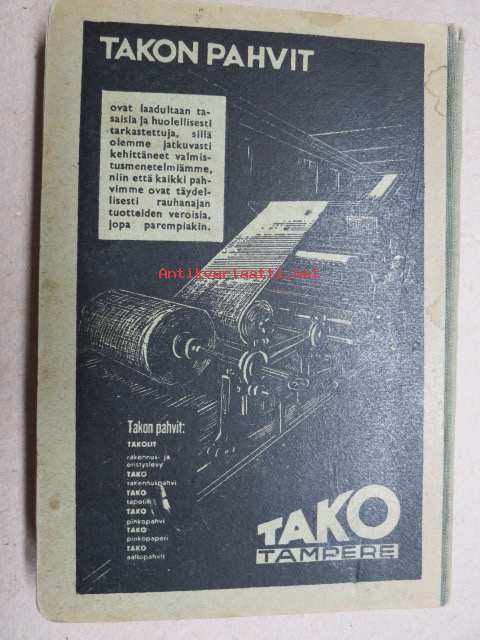 TAKON PAHVIT
ovat laadultaan ta-
saisia ja huolellisesti
tarkastettuja, sillä
olemme jatkuvasti
kehittäneet valmis-
tusmenetelmiämme,
niin että kaikki pah-
vimme ovat täydel-
lisesti rauhanajan
tuotteiden veroisia,
jopa parempiakin.
Antikvariaatti.net
Takon pahvit:
TAKOLIT
rakennus- ja
eristyslevy
TAKO
rakennuspahvi
TAKO
TAKO
pinkopahvi
TAKO
pinkopaperi
TAKO
aaltopahvit
TAKO
TAMPERE